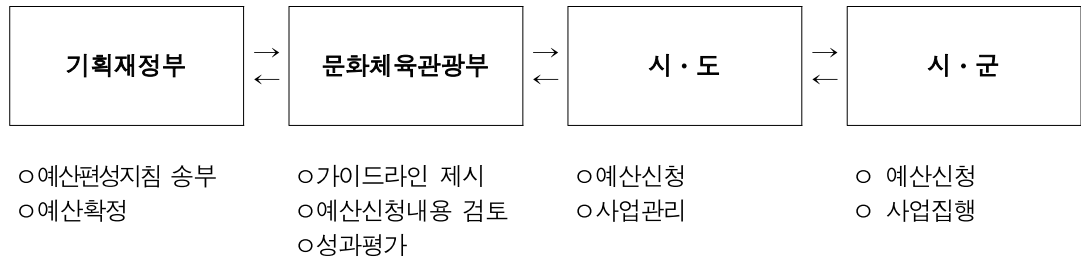 기획재정부
→
←
문화체육관광부
→
←
시·도
→
←
시·군
ㅇ예산편성지침 송부
ㅇ예산확정
ㅇ가이드라인 제시
ㅇ예산신청내용 검토
ㅇ성과평가
ㅇ예산신청
ㅇ사업관리
ㅇ 예산신청
ㅇ 사업집행